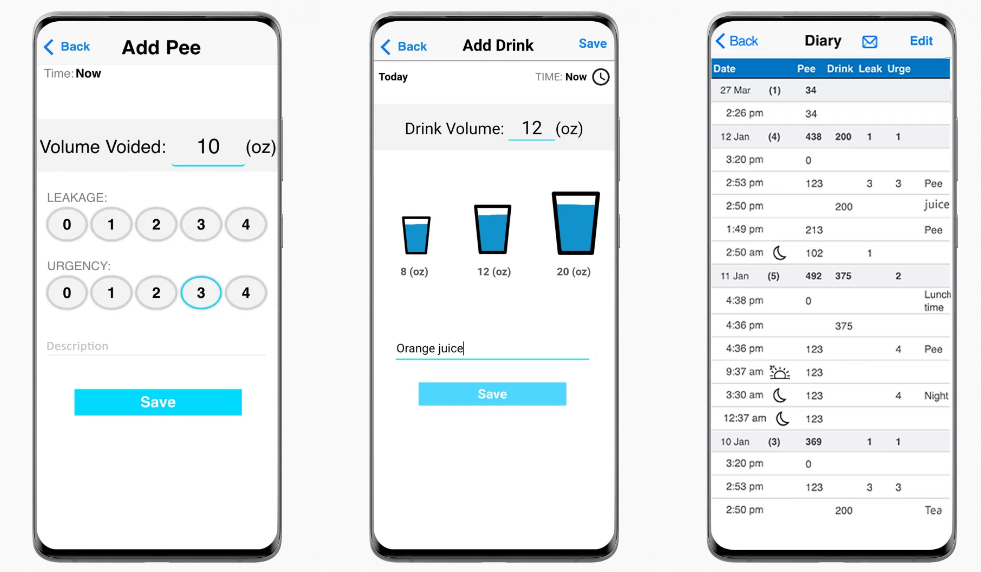 Back Add Pee
Time: Now
Volume Voided: 10 (oz)
LEAKAGE:
0 1 2 3 4
URGENCY:
0 1 2 3 4
Description
Save
Back Add Drink Save
Today TIME: Now
Drink Volume: 12 (oz)
8 (oz) 12 (oz) 20 (oz)
Orange juice
Save
Back Diary Edit
Date Pee Drink Leak Urge
27 Mar (1) 34
2:26 pm 34
12 Jan (4) 438 200 1 1
3:20 pm 0
2:53 pm 123 3 3 Pee
2:50 pm 200 juice
1:49 pm 213 Pee
2:50 am 102 1
11 Jan (5) 492 375 2
4:38 pm 0 Lunch
time
4:36 pm 375
4:36 pm 123 4 Pee
9:37 am 123
3:30 am 123 4 Night
12:37 am 123
10 Jan (3) 369 1 1
3:20 pm 0
2:53 pm 123 3 3
2:50 pm 200 Tea